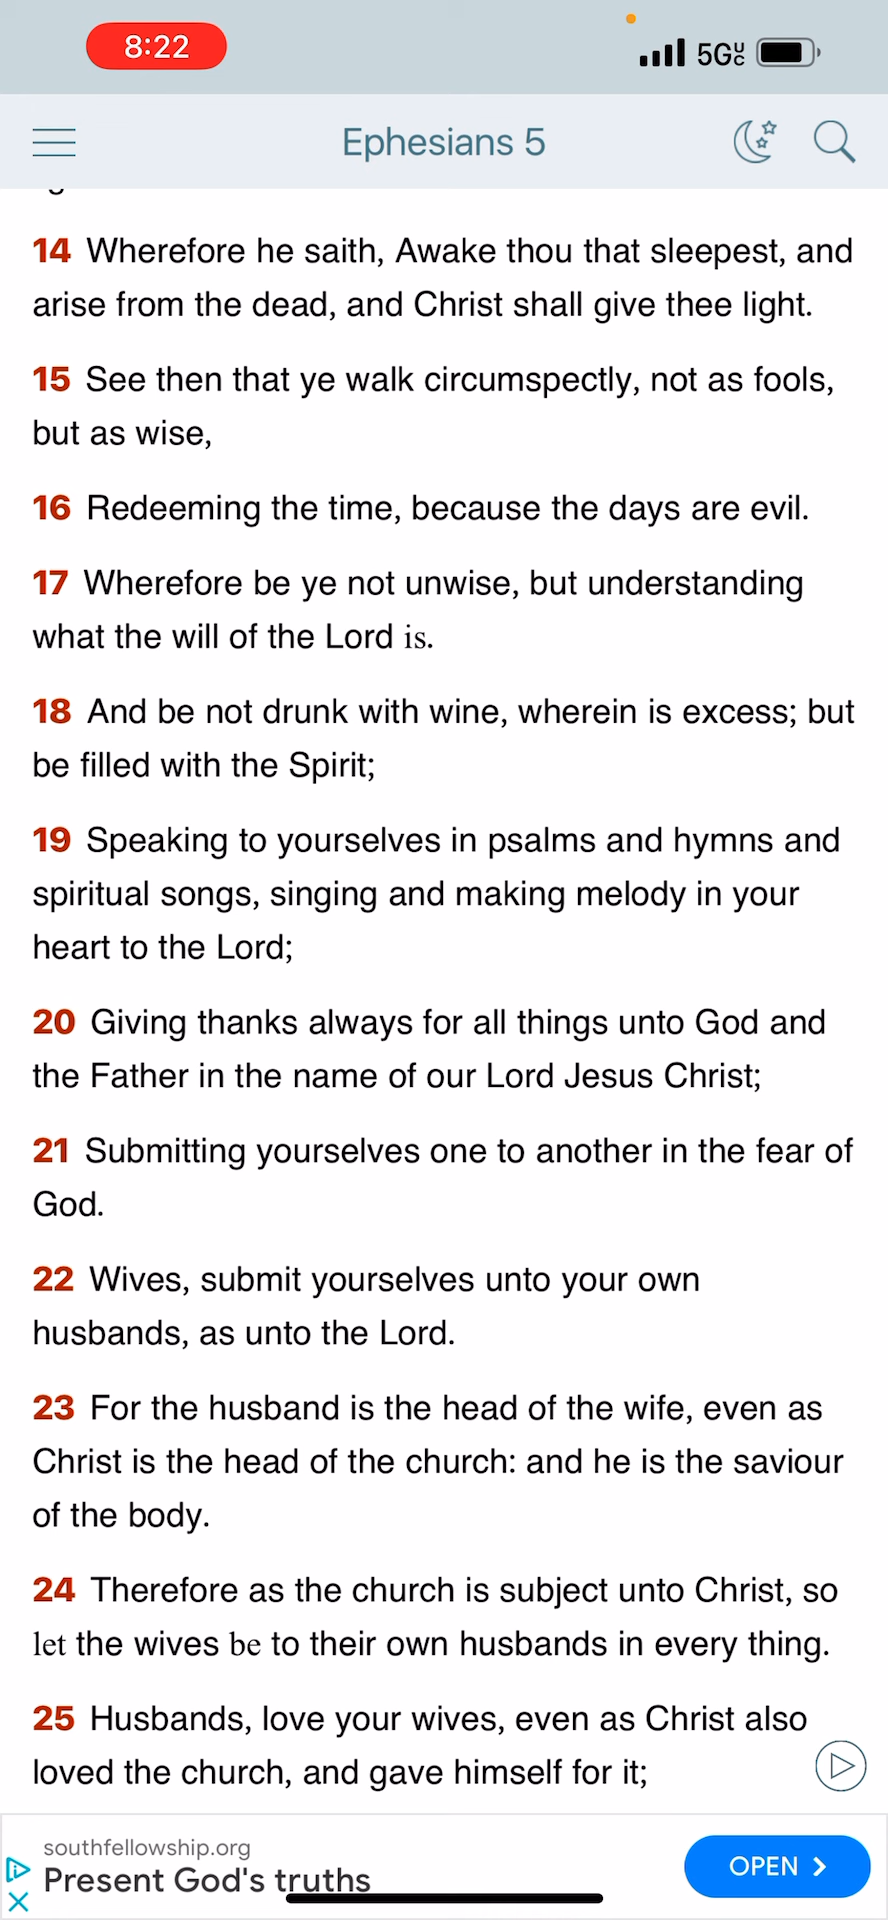 8:22
5G UC
Ephesians 5
14 Wherefore he saith, Awake thou that sleepest, and
arise from the dead, and Christ shall give thee light.
15 See then that ye walk circumspectly, not as fools,
but as wise,
16 Redeeming the time, because the days are evil.
17 Wherefore be ye not unwise, but understanding
what the will of the Lord is.
18 And be not drunk with wine, wherein is excess; but
be filled with the Spirit;
19 Speaking to yourselves in psalms and hymns and
spiritual songs, singing and making melody in your
heart to the Lord;
20 Giving thanks always for all things unto God and
the Father in the name of our Lord Jesus Christ;
21 Submitting yourselves one to another in the fear of
God.
22 Wives, submit yourselves unto your own
husbands, as unto the Lord.
23 For the husband is the head of the wife, even as
Christ is the head of the church: and he is the saviour
of the body.
24 Therefore as the church is subject unto Christ, so
let the wives be to their own husbands in every thing.
25 Husbands, love your wives, even as Christ also
loved the church, and gave himself for it;
southfellowship.org
Present God's truths
OPEN